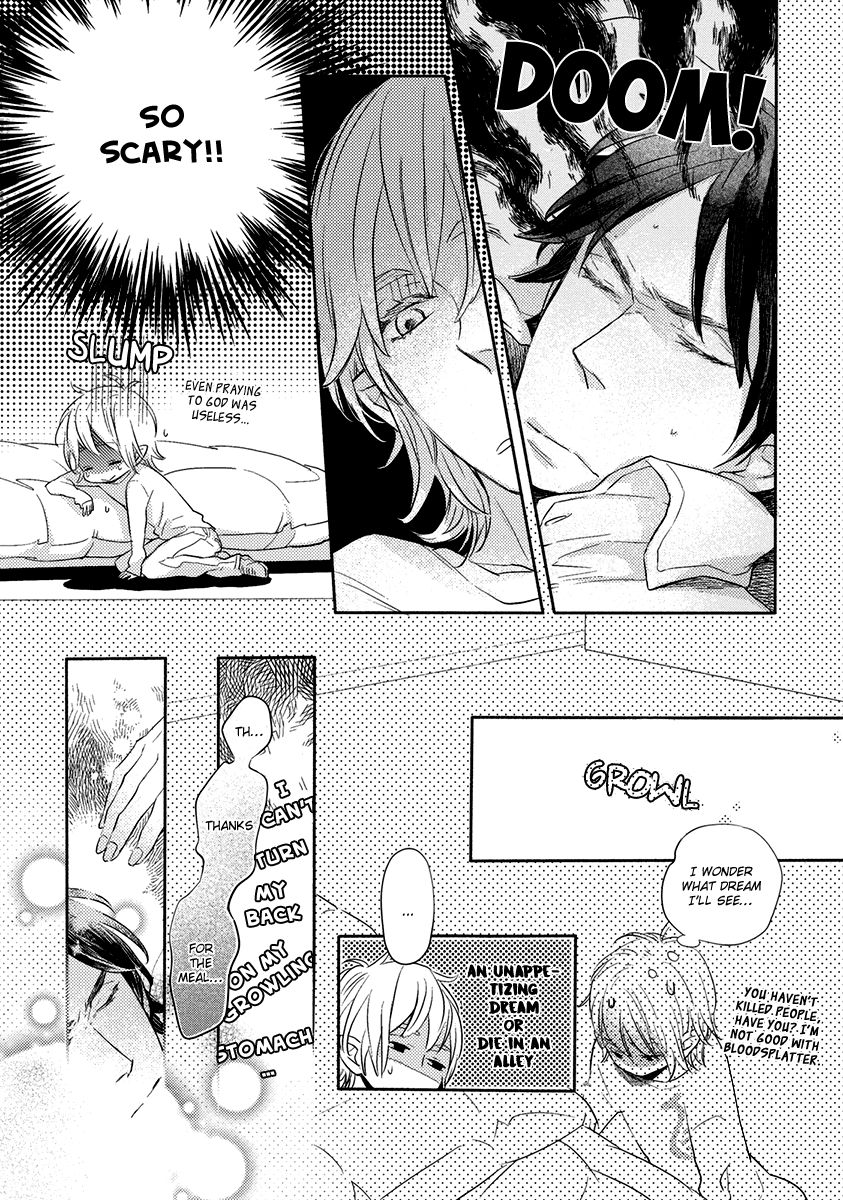 DOOM!
SO
SCARY!!
SLUMP
EVEN PRAYING
TO GOD WAS
USELESS...
GROWL
I WONDER
WHAT DREAM
I'LL SEE...
YOU HAVEN'T
KILLED PEOPLE,
HAVE YOU? I'M
NOT GOOD WITH
BLOODSPLATTER.
...
AN UNAPPE-
TIZING
DREAM
OR
DIE IN AN
ALLEY
I
CAN'T
TURN
MY
BACK
ON MY
GROWLING
STOMACH
...
TH...
THANKS
FOR
THE
MEAL...